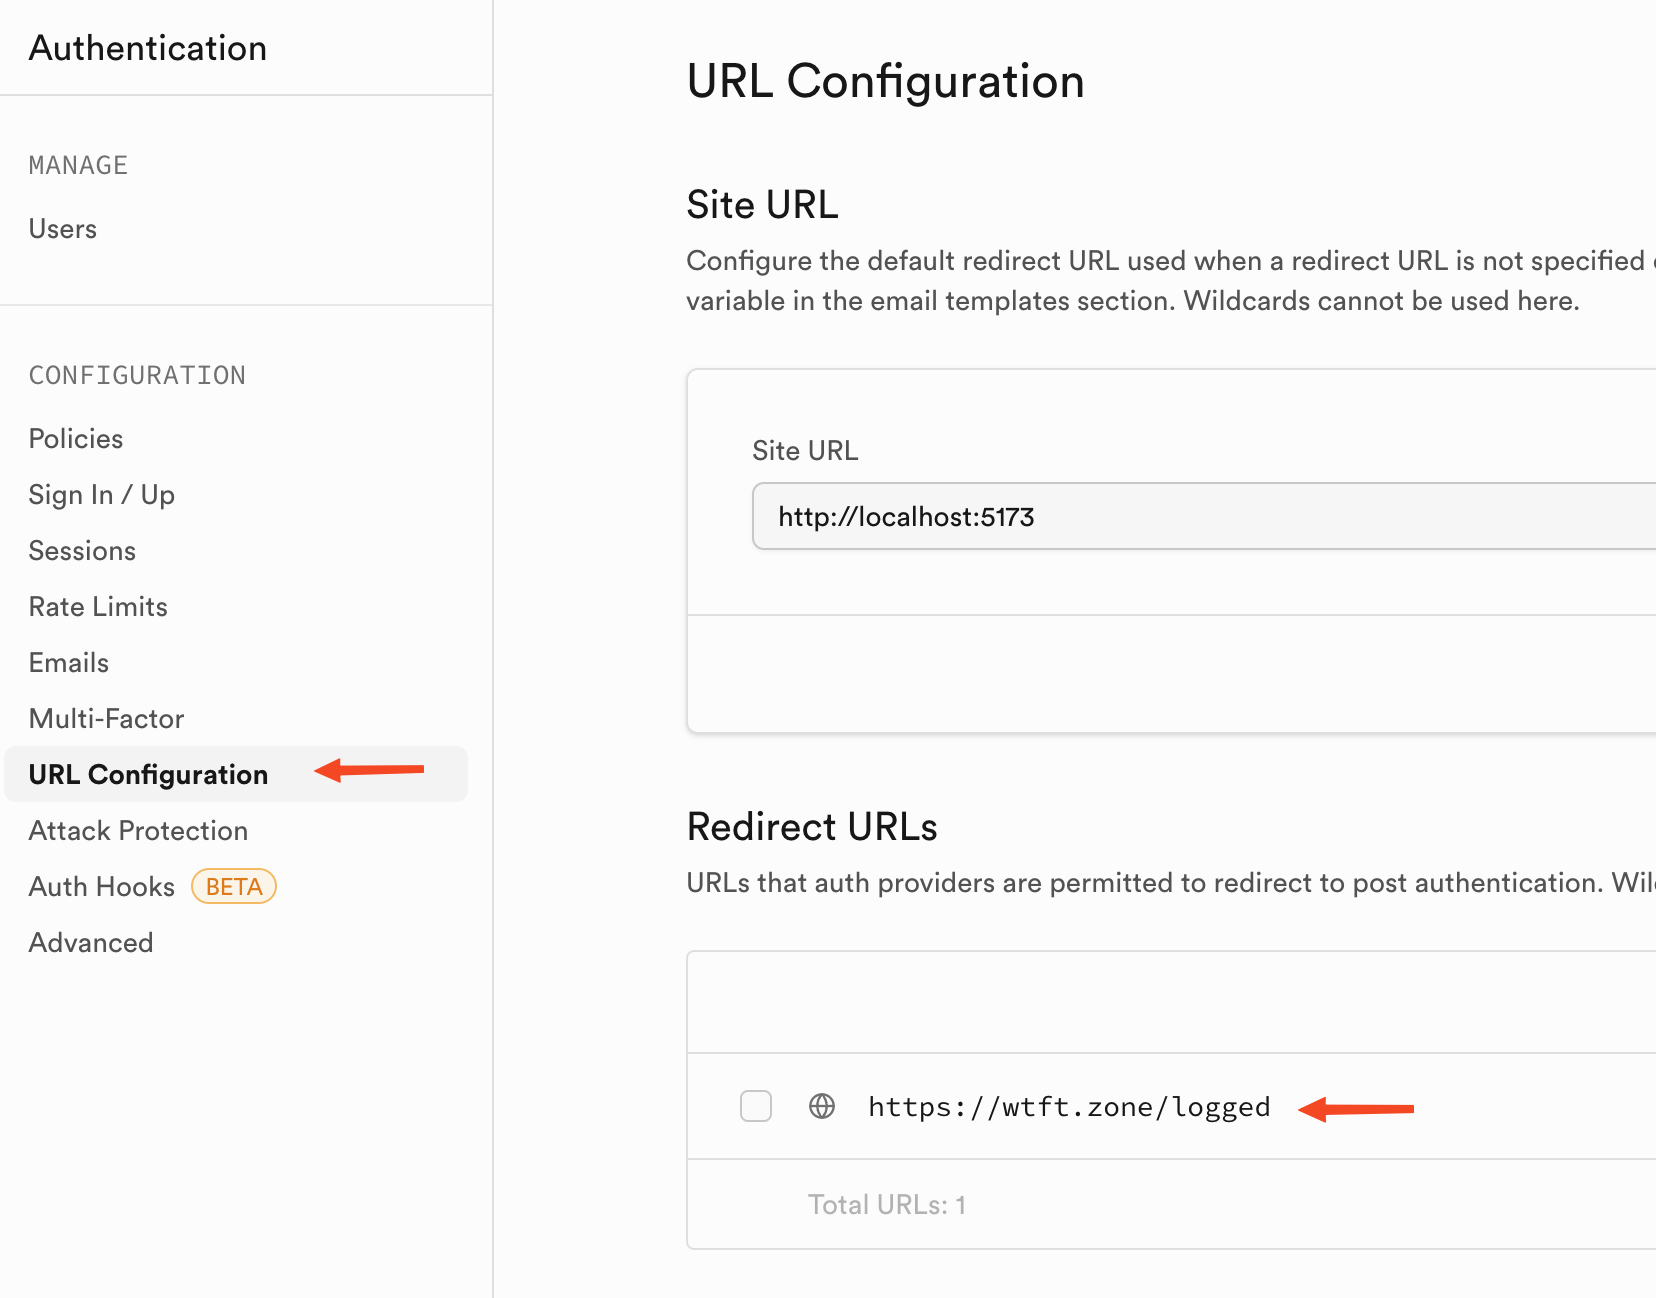 Authentication
MANAGE
Users
CONFIGURATION
Policies
Sign In / Up
Sessions
Rate Limits
Emails
Multi-Factor
URL Configuration
Attack Protection
Auth Hooks BETA
Advanced
URL Configuration
Site URL
Configure the default redirect URL used when a redirect URL is not specified
variable in the email templates section. Wildcards cannot be used here.
Site URL
http://localhost:5173
Redirect URLs
URLs that auth providers are permitted to redirect to post authentication.
https://wtft.zone/logged
Total URLs: 1